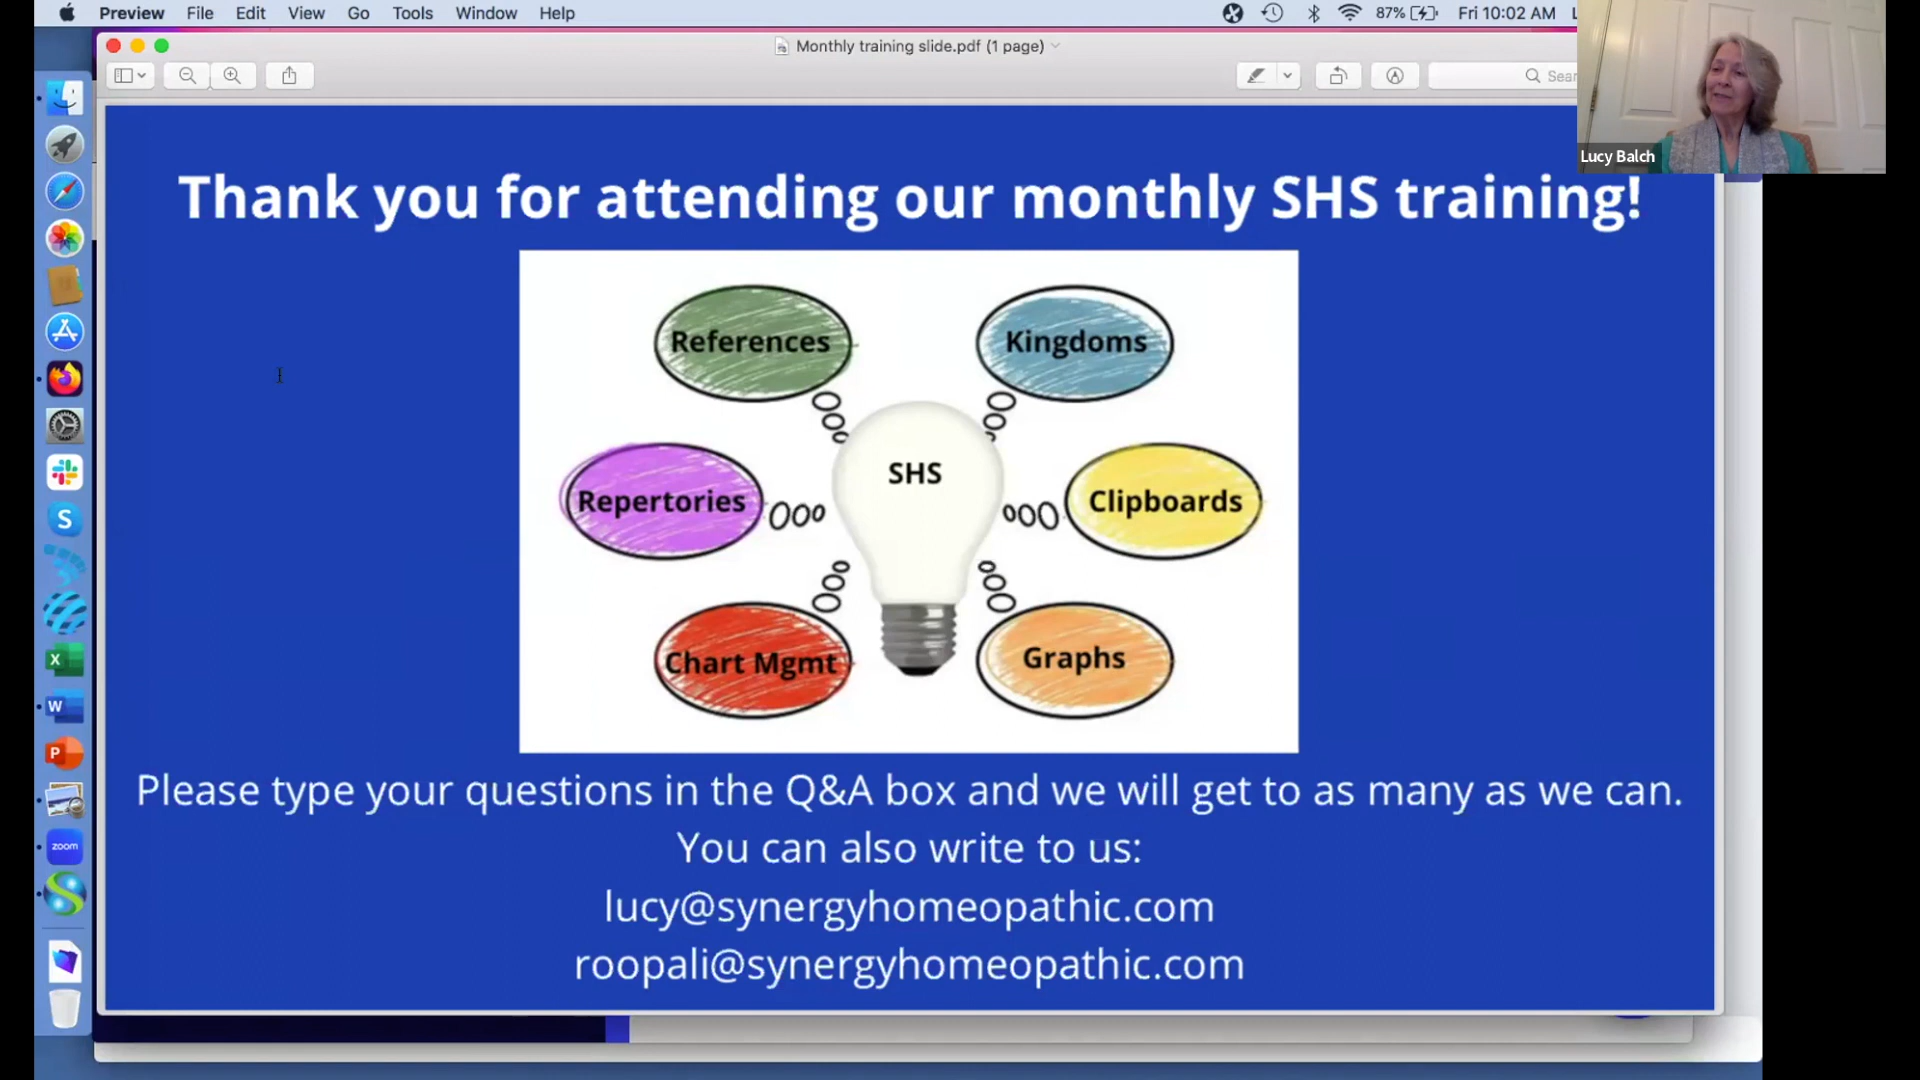 Preview File Edit View Go Tools Window Help 87% Fri 10:02 AM
Monthly training slide.pdf (1 page)
Lucy Balch
Thank you for attending our monthly SHS training!
References
Kingdoms
SHS
Repertories
Clipboards
Chart Mgmt
Graphs
Please type your questions in the Q&A box and we will get to as many as we can.
You can also write to us:
lucy@synergyhomeopathic.com
roopali@synergyhomeopathic.com
S
X
W
P
zoom